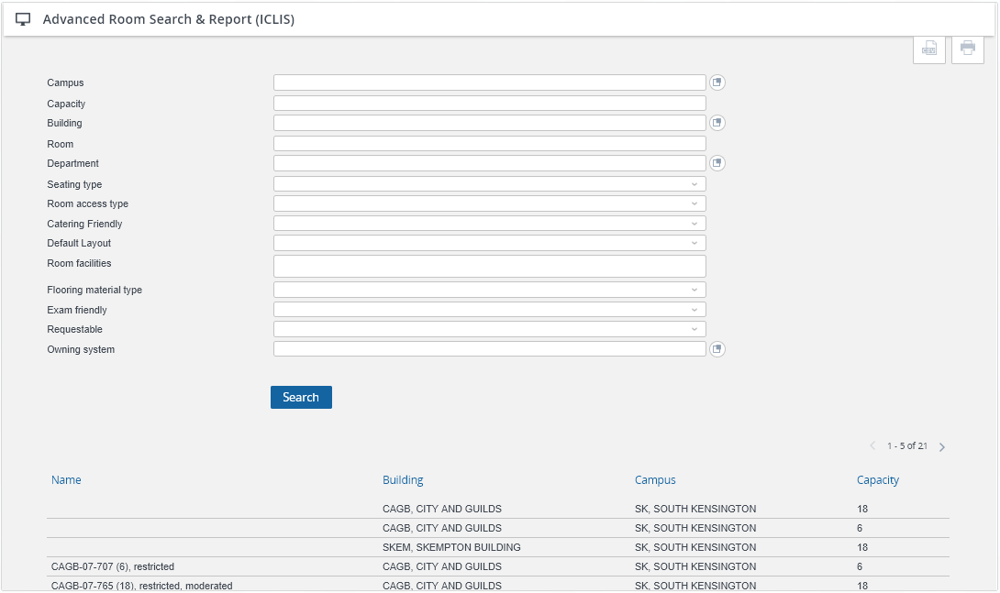 Advanced Room Search & Report (ICLIS)
Campus
Capacity
Building
Room
Department
Seating type
Room access type
Catering Friendly
Default Layout
Room facilities
Flooring material type
Exam friendly
Requestable
Owning system
Search
1 - 5 of 21
Name Building Campus Capacity
CAGB, CITY AND GUILDS SK, SOUTH KENSINGTON 18
CAGB, CITY AND GUILDS SK, SOUTH KENSINGTON 6
SKEM, SKEMPTON BUILDING SK, SOUTH KENSINGTON 18
CAGB-07-707 (6), restricted CAGB, CITY AND GUILDS SK, SOUTH KENSINGTON 6
CAGB-07-765 (18), restricted, moderated CAGB, CITY AND GUILDS SK, SOUTH KENSINGTON 18